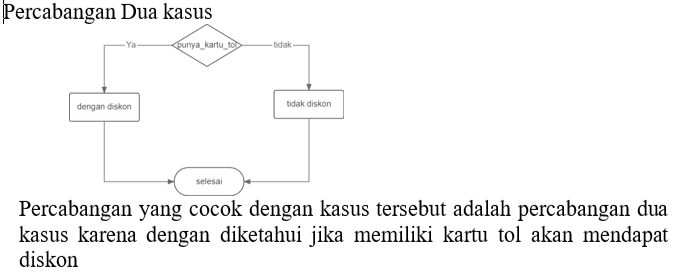 Percabangan Dua kasus
Ya
punya_kartu_tol
tidak
dengan diskon
tidak diskon
selesai
Percabangan yang cocok dengan kasus tersebut adalah percabangan dua
kasus karena dengan diketahui jika memiliki kartu tol akan mendapat
diskon